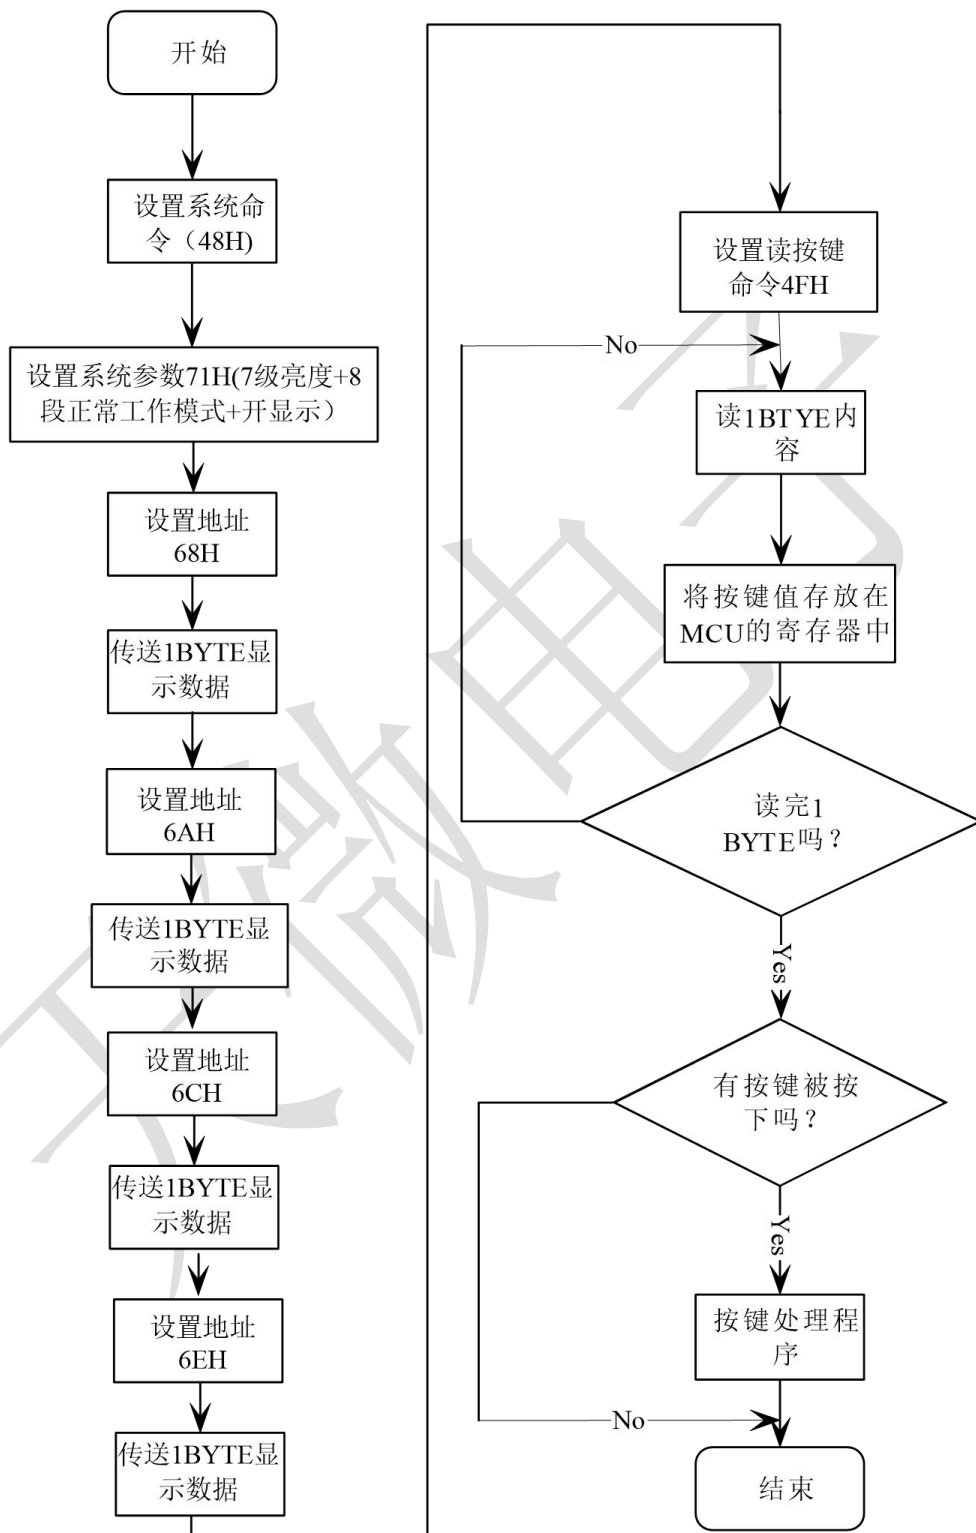 开始
设置系统命
令（48H)
设置系统参数71H(7级亮度+8
段正常工作模式+开显示）
设置地址
68H
传送1BYTE显
示数据
设置地址
6AH
传送1BYTE显
示数据
设置地址
6CH
传送1BYTE显
示数据
设置地址
6EH
传送1BYTE显
示数据
设置读按键
命令4FH
No
读1BTYE内
容
将按键值存放在
MCU的寄存器中
读完1
BYTE吗？
Yes
有按键被按
下吗？
Yes
按键处理程
序
No
结束
天微电子